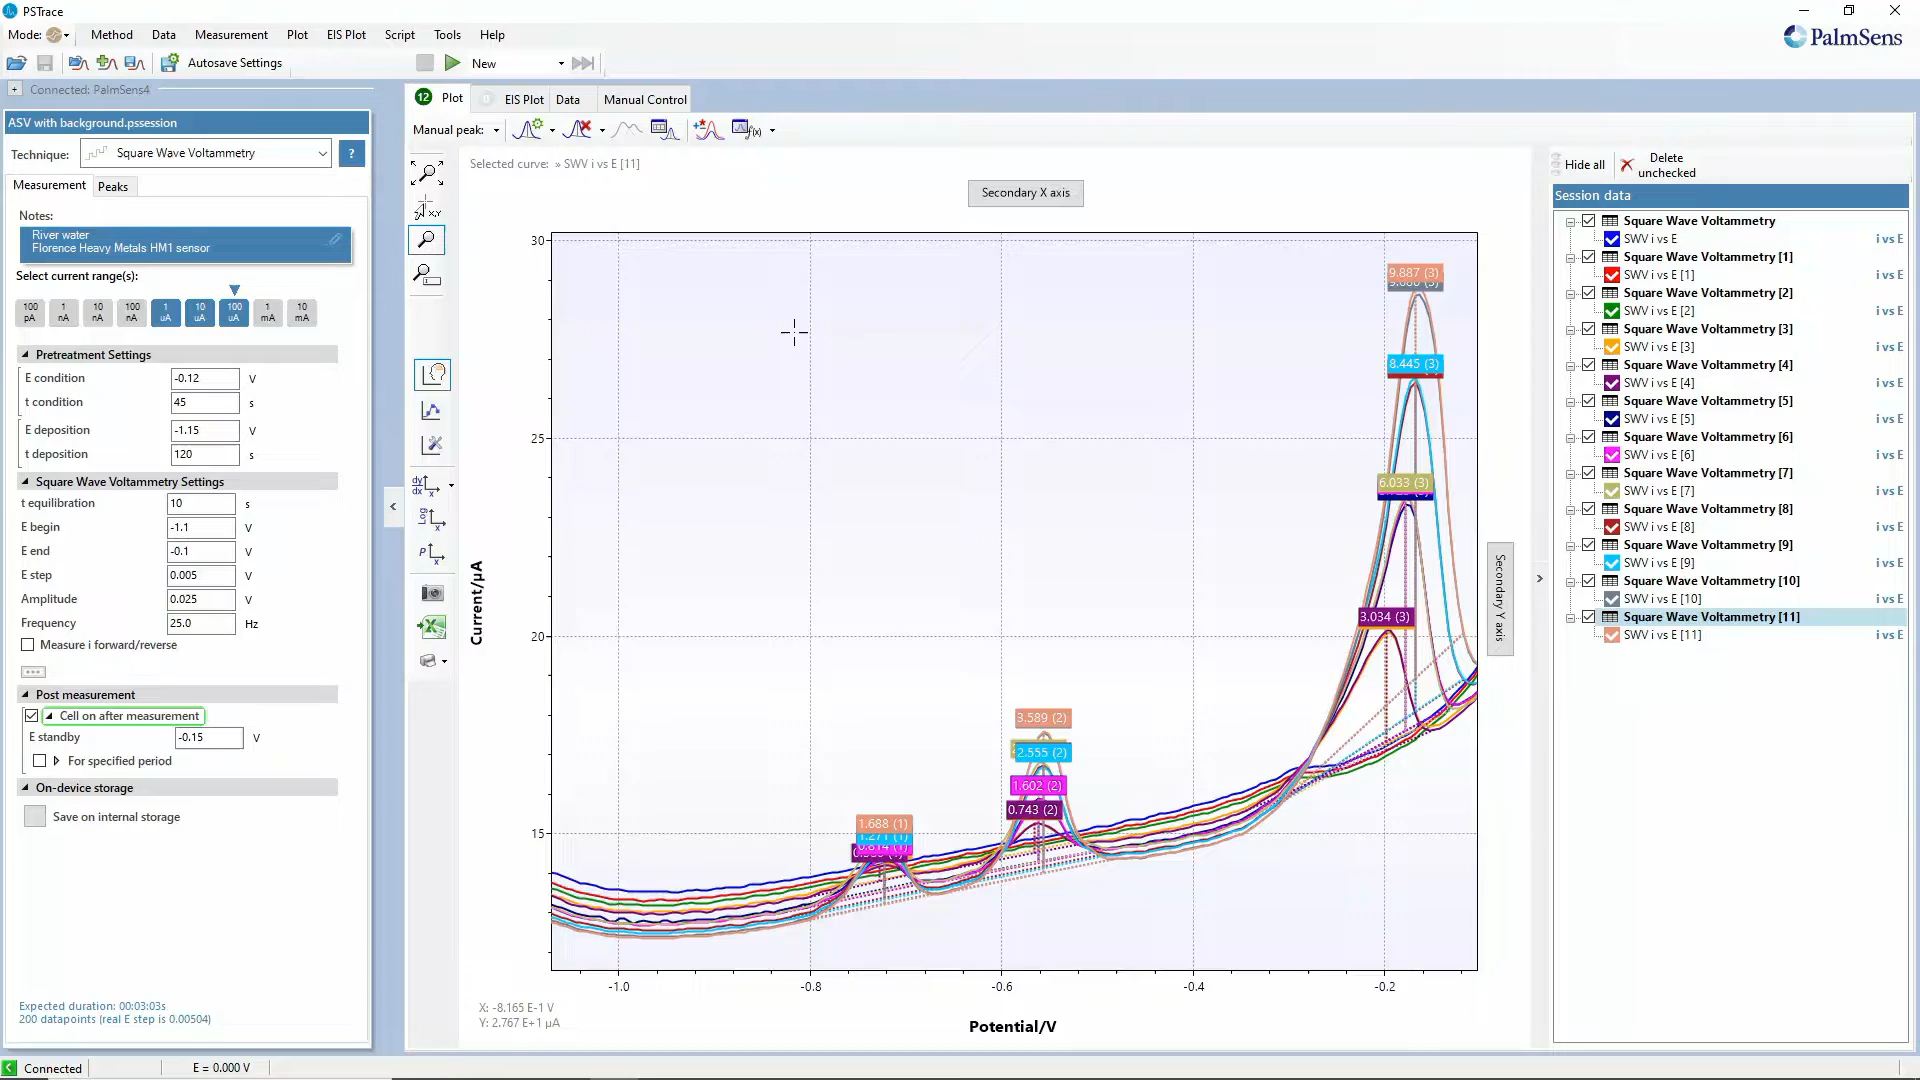 PSTrace
Mode:
Method
Data
Measurement
Plot
EIS Plot
Script
Tools
Help
PalmSens
Autosave Settings
New
Connected: PalmSens4
ASV with background.pssession
Technique:
Square Wave Voltammetry
?
Measurement
Peaks
Notes:
River water
Florence Heavy Metals HM1 sensor
Select current range(s):
100 pA
1 nA
10 nA
100 nA
1 uA
10 uA
100 uA
1 mA
10 mA
Pretreatment Settings
E condition -0.12 V
t condition 45 s
E deposition -1.15 V
t deposition 120 s
Square Wave Voltammetry Settings
t equilibration 10 s
E begin -1.1 V
E end -0.1 V
E step 0.005 V
Amplitude 0.025 V
Frequency 25.0 Hz
Measure i forward/reverse
Post measurement
Cell on after measurement
E standby -0.15 V
For specified period
On-device storage
Save on internal storage
Expected duration: 00:03:03s
200 datapoints (real E step is 0.00504)
Connected
E = 0.000 V
12 Plot
EIS Plot
Data
Manual Control
Manual peak:
Selected curve: » SWV i vs E [11]
Secondary X axis
Secondary Y axis
Current/µA
30
25
20
15
9.887 (3)
8.445 (3)
6.033 (3)
3.034 (3)
3.589 (2)
2.555 (2)
1.602 (2)
0.743 (2)
1.688 (1)
1.271 (1)
0.814 (1)
-1.0
-0.8
-0.6
-0.4
-0.2
Potential/V
X: -8.165 E-1 V
Y: 2.767 E+1 µA
Hide all
Delete
unchecked
Session data
Square Wave Voltammetry
SWV i vs E i vs E
Square Wave Voltammetry [1]
SWV i vs E [1] i vs E
Square Wave Voltammetry [2]
SWV i vs E [2] i vs E
Square Wave Voltammetry [3]
SWV i vs E [3] i vs E
Square Wave Voltammetry [4]
SWV i vs E [4] i vs E
Square Wave Voltammetry [5]
SWV i vs E [5] i vs E
Square Wave Voltammetry [6]
SWV i vs E [6] i vs E
Square Wave Voltammetry [7]
SWV i vs E [7] i vs E
Square Wave Voltammetry [8]
SWV i vs E [8] i vs E
Square Wave Voltammetry [9]
SWV i vs E [9] i vs E
Square Wave Voltammetry [10]
SWV i vs E [10] i vs E
Square Wave Voltammetry [11]
SWV i vs E [11] i vs E